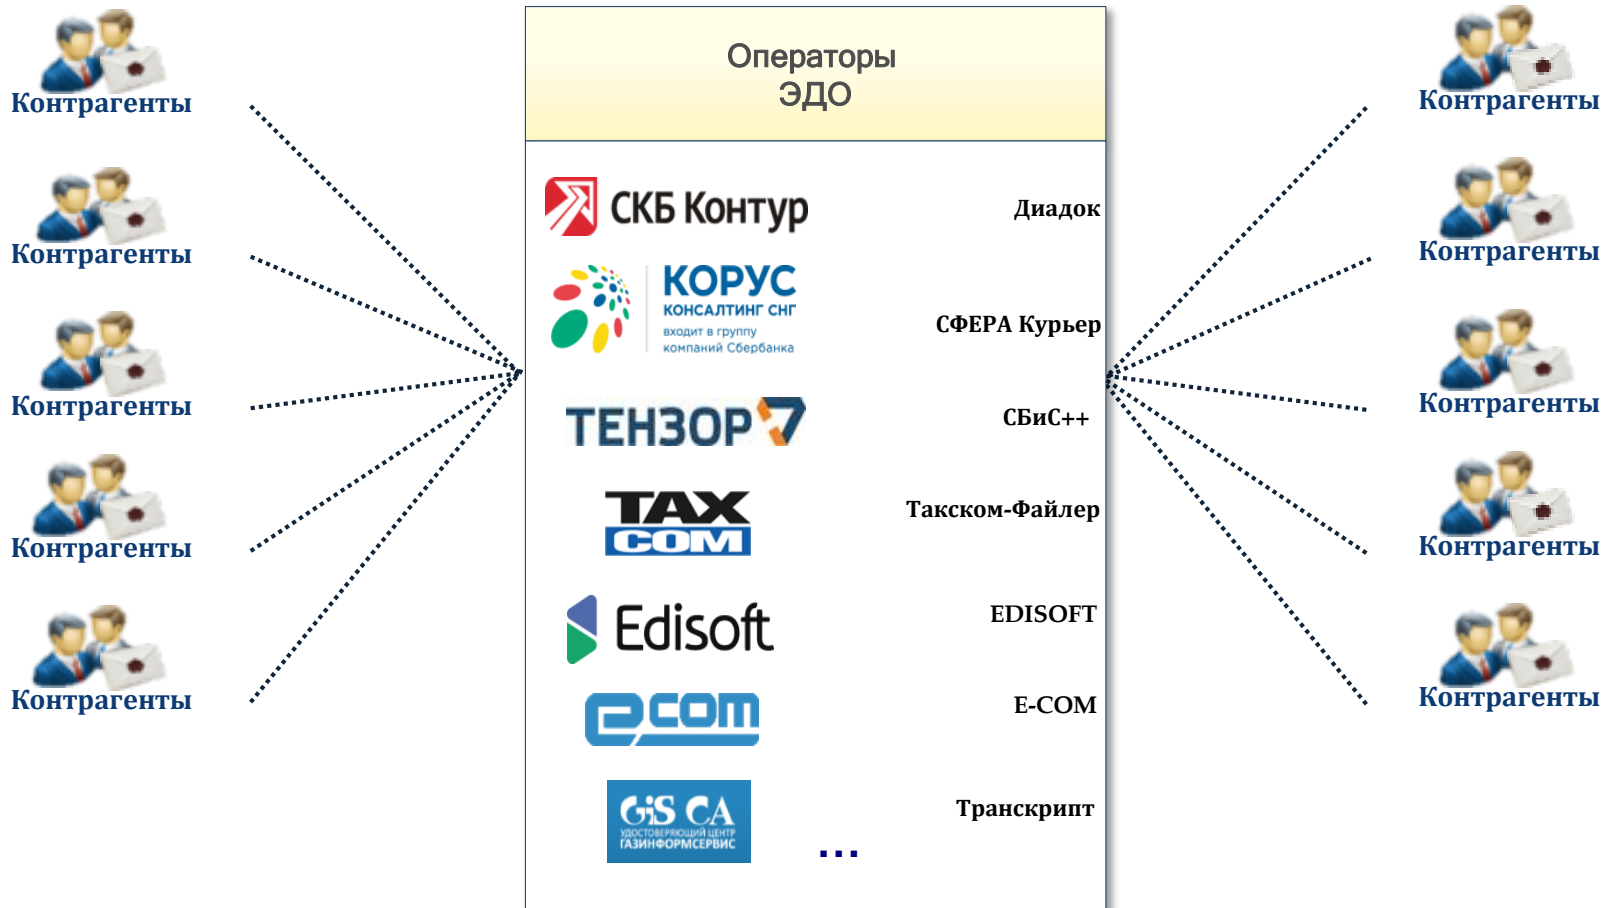 Контрагенты
Контрагенты
Контрагенты
Контрагенты
Контрагенты
Операторы
ЭДО
СКБ Контур
Диадок
КОРУС
КОНСАЛТИНГ СНГ
входит в группу
компаний Сбербанка
СФЕРА Курьер
ТЕНЗОР
СБиС++
TAX
COM
Такском-Файлер
Edisoft
EDISOFT
ecom
E-COM
GiS CA
УДОСТОВЕРЯЮЩИЙ ЦЕНТР
ГАЗИНФОРМСЕРВИС
Транскрипт
...
Контрагенты
Контрагенты
Контрагенты
Контрагенты
Контрагенты